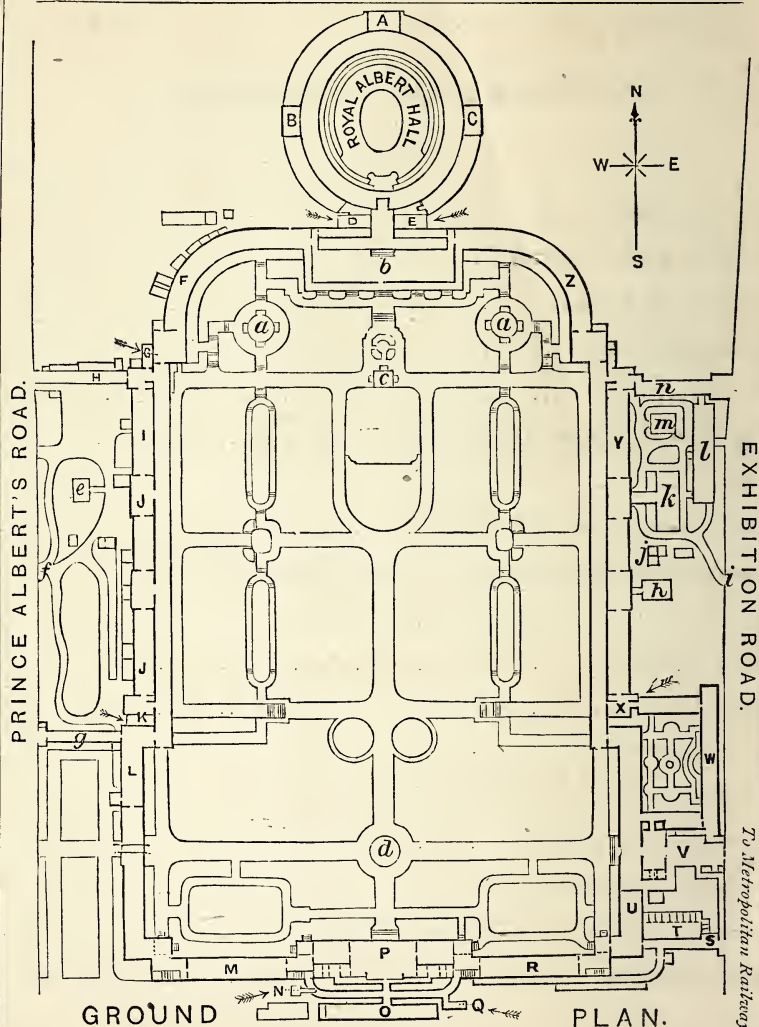 A
B
ROYAL ALBERT HALL
C
N
W
E
S
D
E
b
F
Z
a
a
G
c
H
n
I
Y
m
l
J
e
k
f
j
i
h
J
X
K
g
W
L
d
V
U
T
S
P
M
R
N
O
Q
PRINCE ALBERT'S ROAD.
EXHIBITION ROAD.
To Metropolitan Railway
GROUND PLAN.